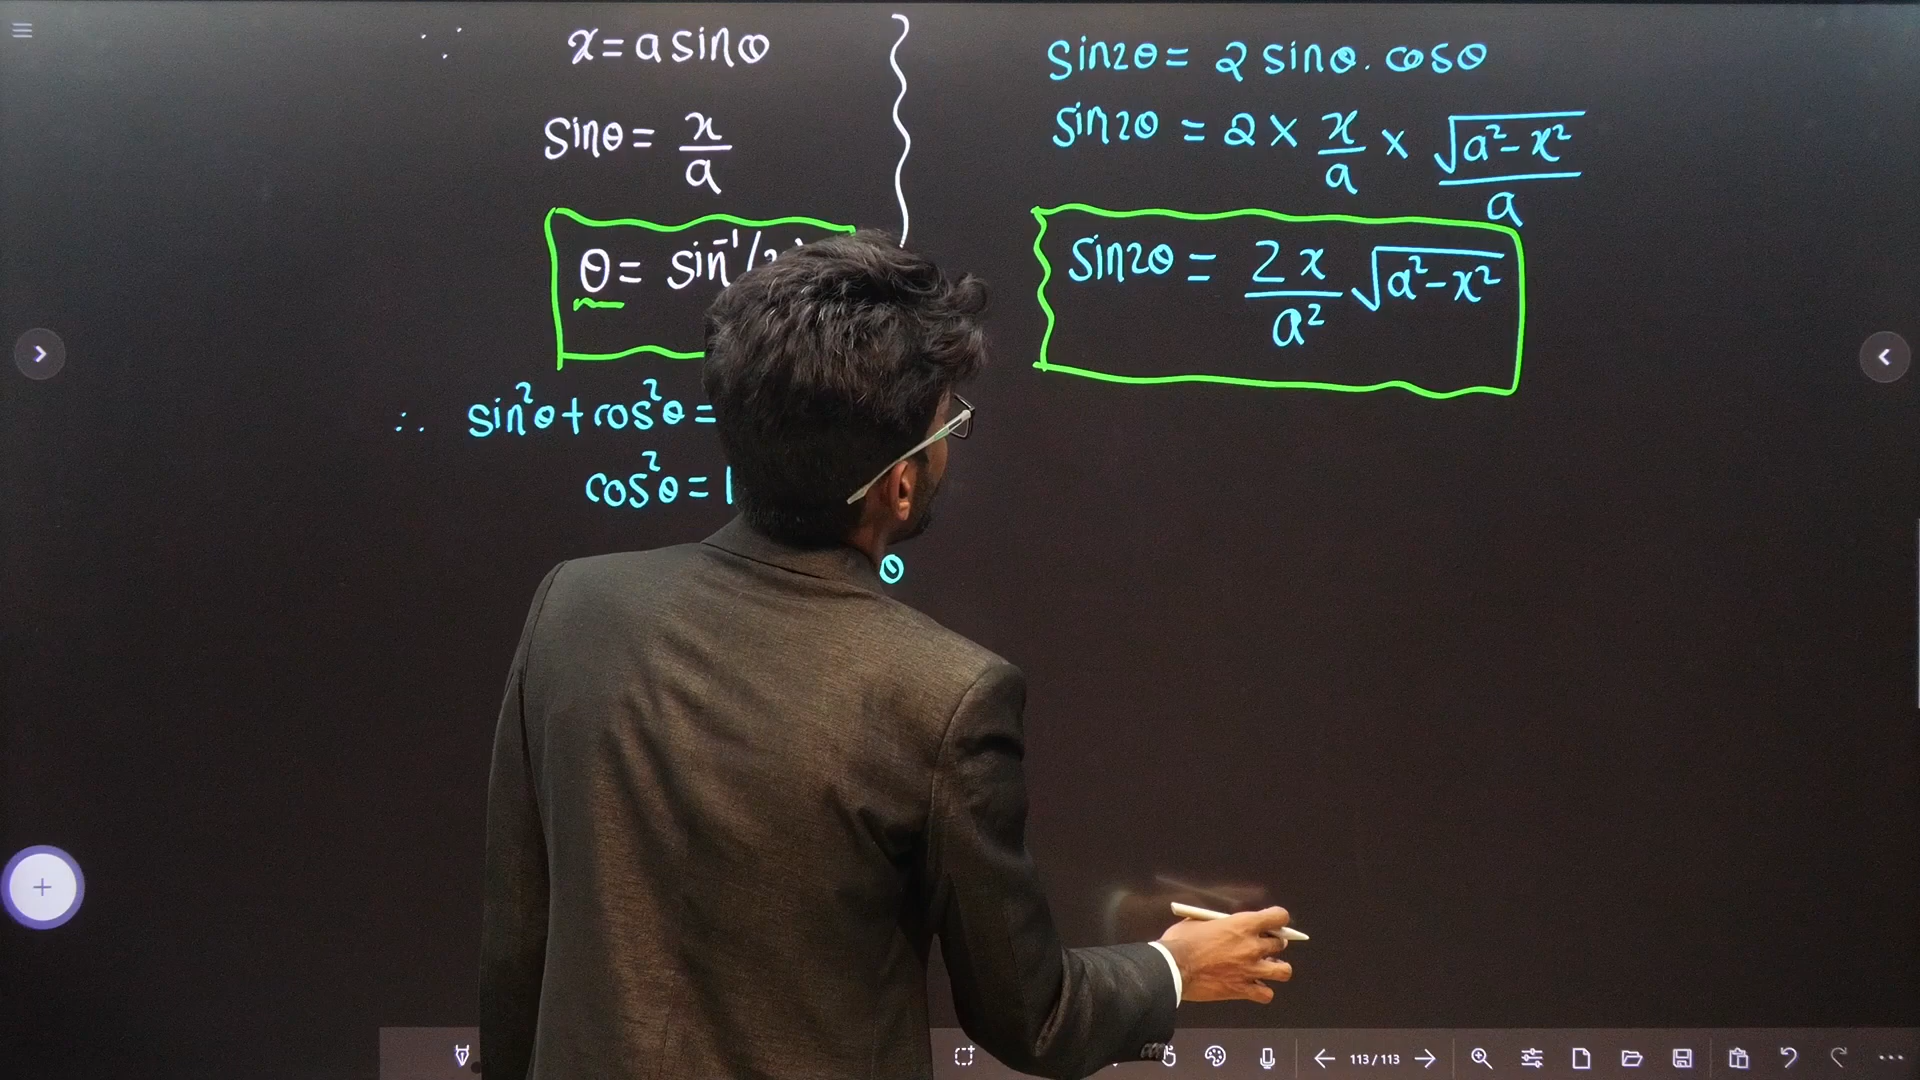 ∵ x = a sinθ
sinθ = x/a
θ = sin⁻¹(
∴ sin²θ + cos²θ =
cos²θ = 1
θ
sin2θ = 2 sinθ . cosθ
sin2θ = 2 × x/a × √(a²-x²)/a
sin2θ = 2x/a² √(a²-x²)
113/113